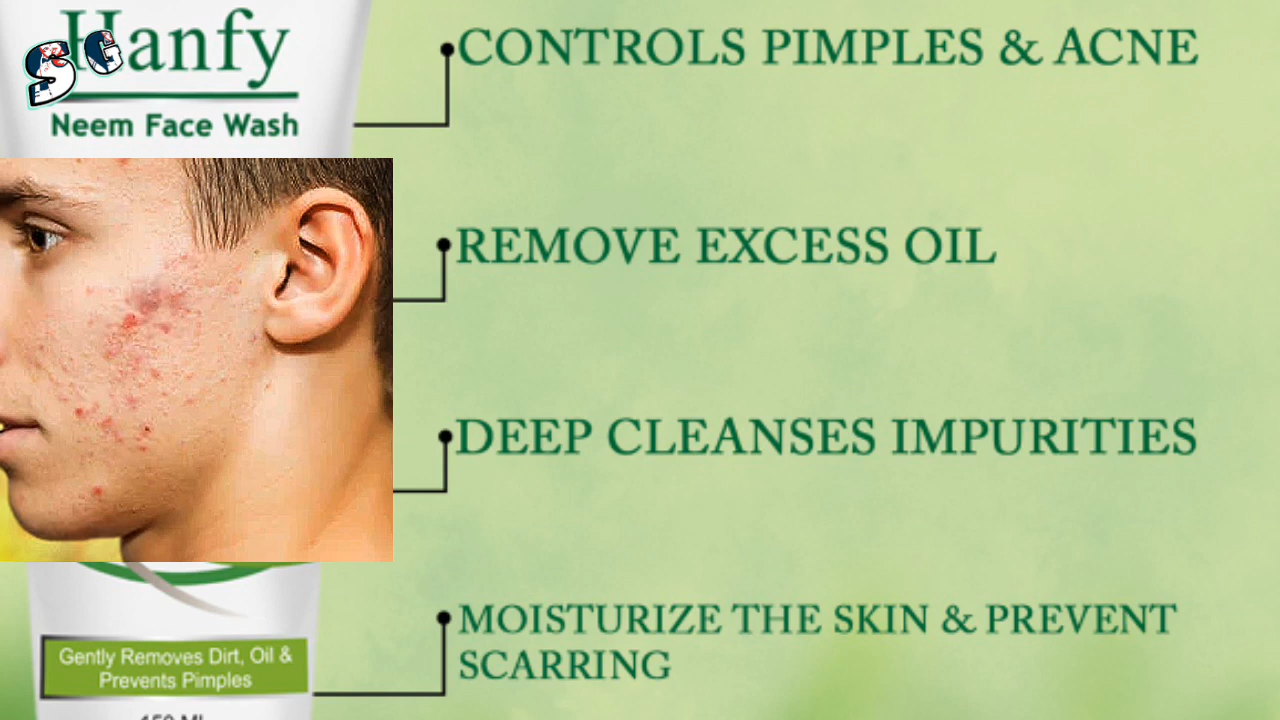 Hanfy
SG
Neem Face Wash
CONTROLS PIMPLES & ACNE
REMOVE EXCESS OIL
DEEP CLEANSES IMPURITIES
MOISTURIZE THE SKIN & PREVENT
SCARRING
Gently Removes Dirt, Oil &
Prevents Pimples